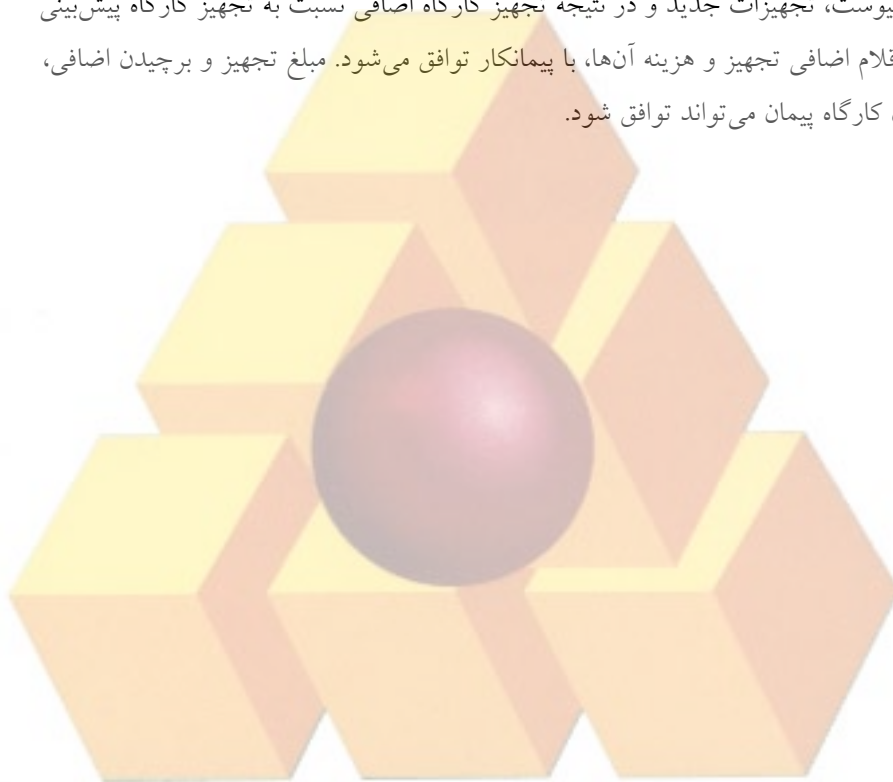 پیوست، تجهیزات جدید و در نتیجه تجهیز کارگاه اضافی نسبت به تجهیز کارگاه پیش‌بینی
اضافی تجهیز و هزینه آن‌ها، با پیمانکار توافق می‌شود. مبلغ تجهیز و برچیدن اضافی،
کارگاه پیمان می‌تواند توافق شود.